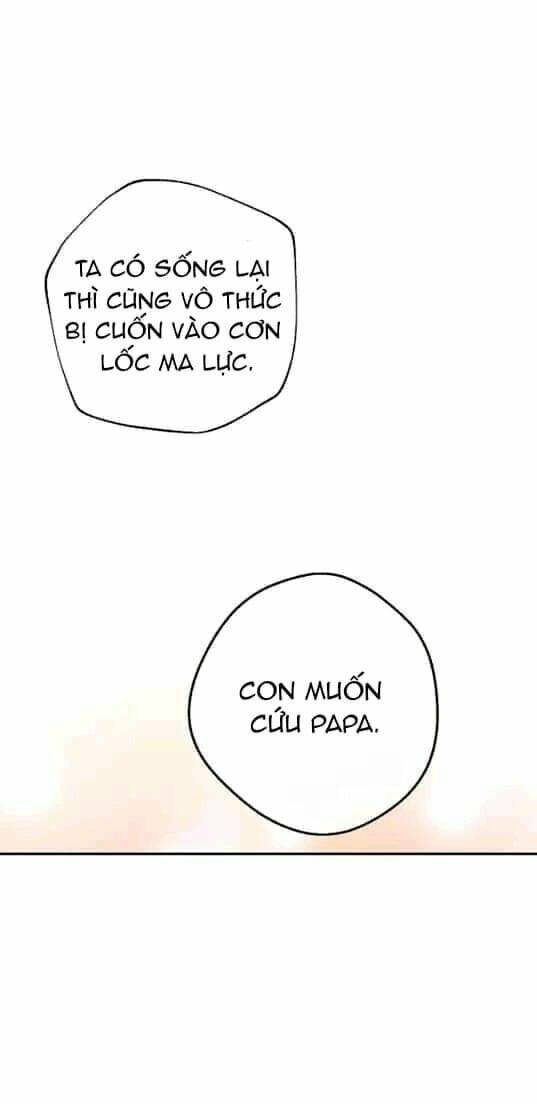 TA CÓ SỐNG LẠI
THÌ CŨNG VÔ THỨC
BỊ CUỐN VÀO CƠN
LỐC MA LỰC.
CON MUỐN
CỨU PAPA.